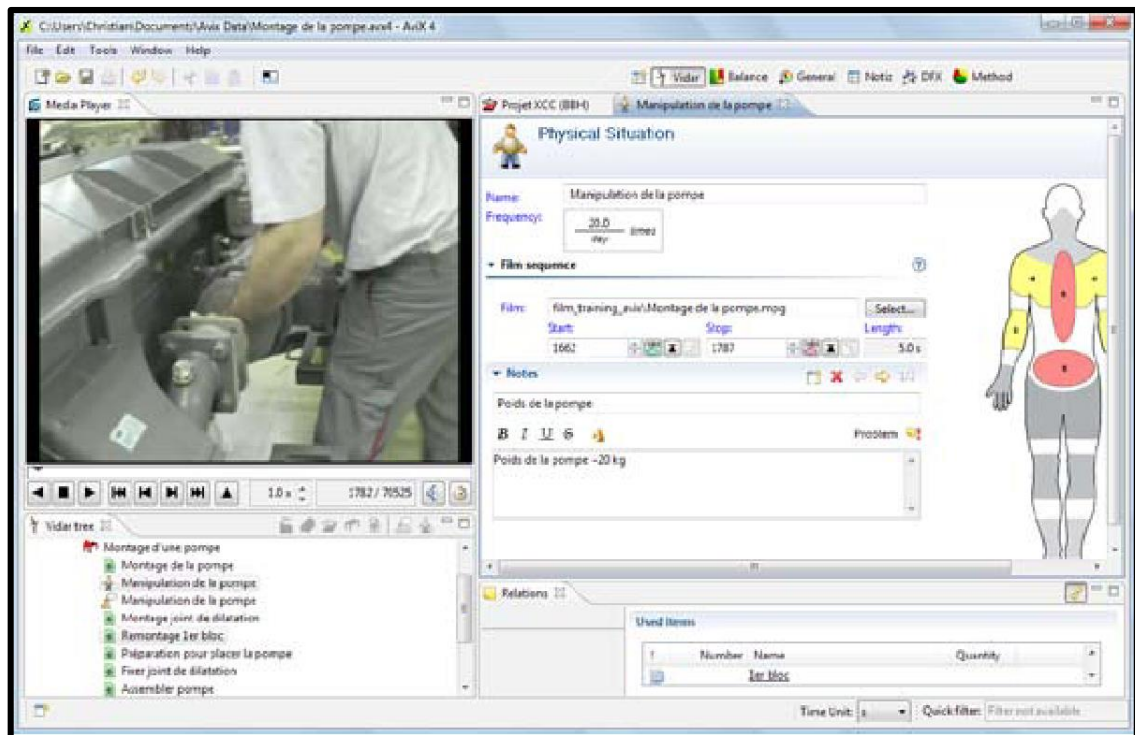 C:\Users\Christian\Documents\Avix Data\Montage de la pompe.avx4 - AviX 4
File Edit Tools Window Help
Vidar Balance General Notiz DFX Method
Media Player
Projet XCC (BBH) Manipulation de la pompe
Physical Situation
Name: Manipulation de la pompe
Frequency: 20.0 times
day
Film sequence
Film: film_training_avix\Montage de la pompe.mpg Select...
Start: Stop: Length:
1662 1787 5.0 s
Notes 1/1
Poids de la pompe
B I U S Problem
Poids de la pompe ~20 kg
1.0 x 1782 / 76525
Vidar tree
Montage d'une pompe
Montage de la pompe
Manipulation de la pompe
Manipulation de la pompe
Montage joint de dilatation
Remontage 1er bloc
Préparation pour placer la pompe
Fixer joint de dilatation
Assembler pompe
Relations
Used Items
! Number Name Quantity
1er bloc
Time Unit: s Quick filter: Filter not available